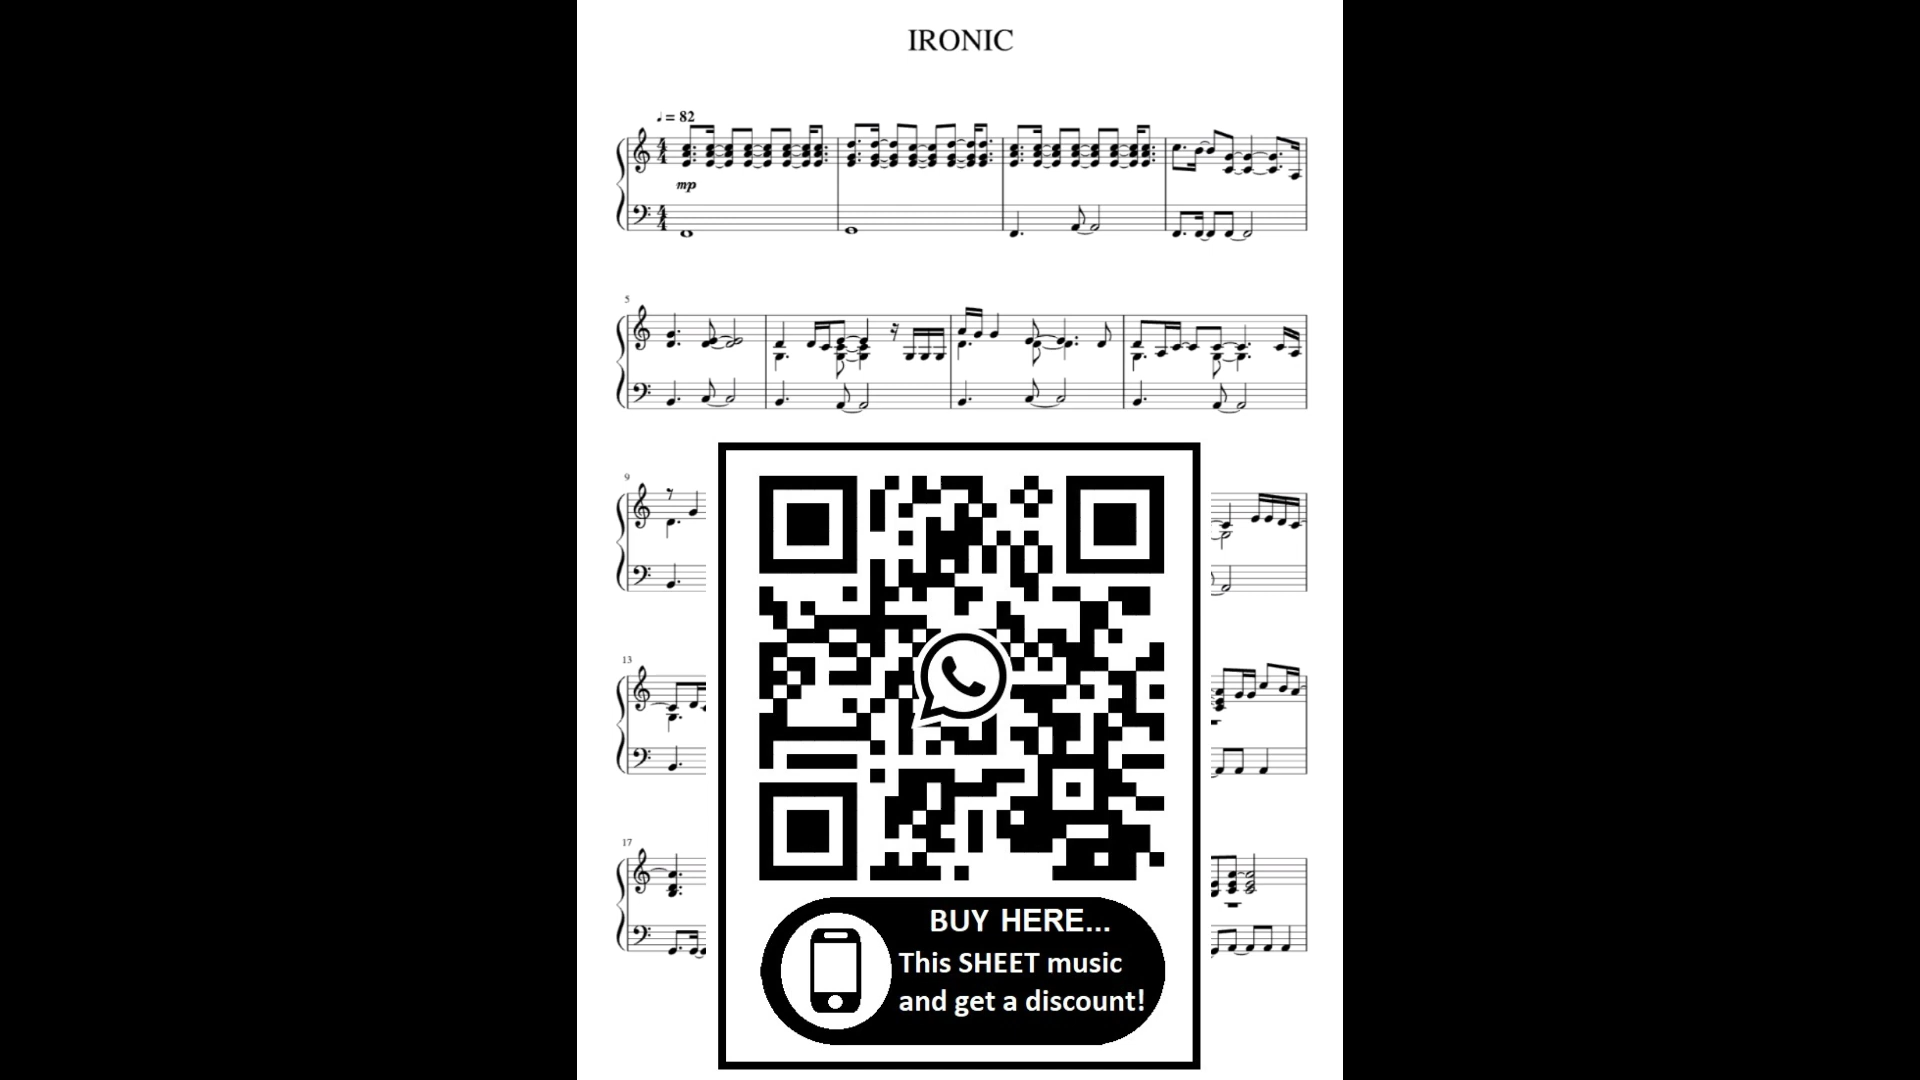 IRONIC
♩ = 82
mp
5
9
13
17
BUY HERE...
This SHEET music
and get a discount!